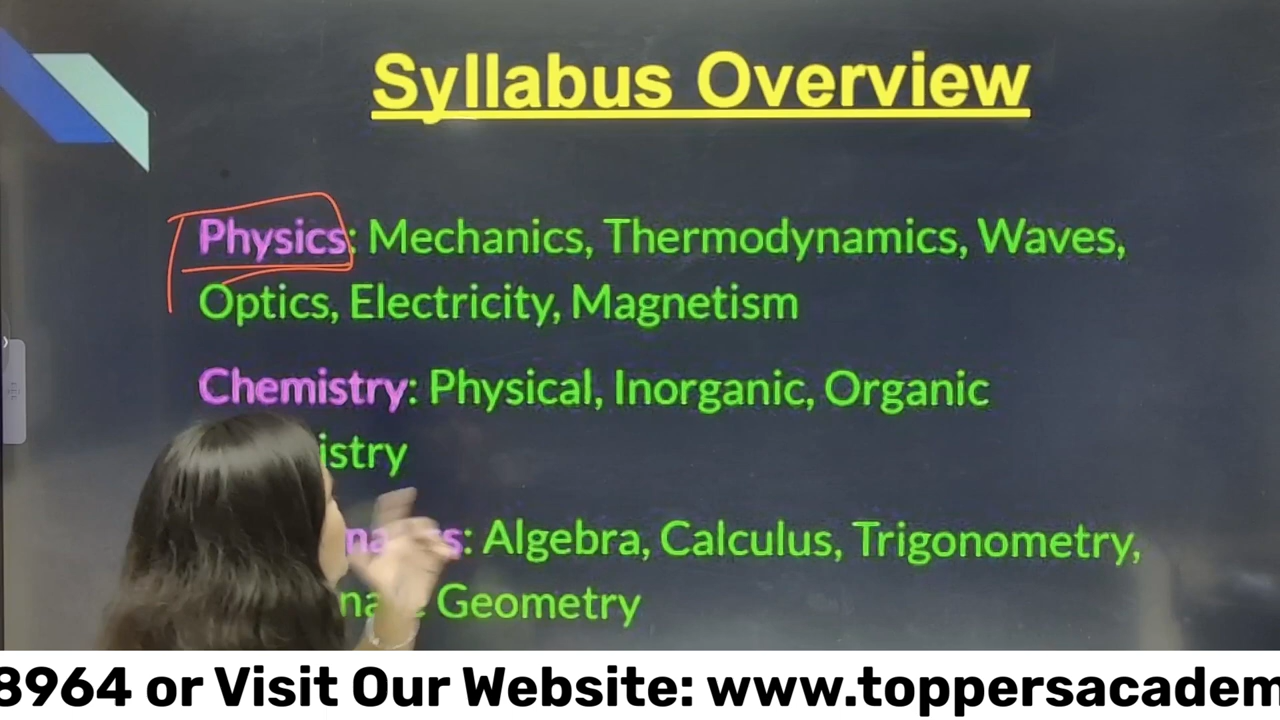 Syllabus Overview
Physics: Mechanics, Thermodynamics, Waves,
Optics, Electricity, Magnetism
Chemistry: Physical, Inorganic, Organic
istry
s: Algebra, Calculus, Trigonometry,
Geometry
8964 or Visit Our Website: www.toppersacadem